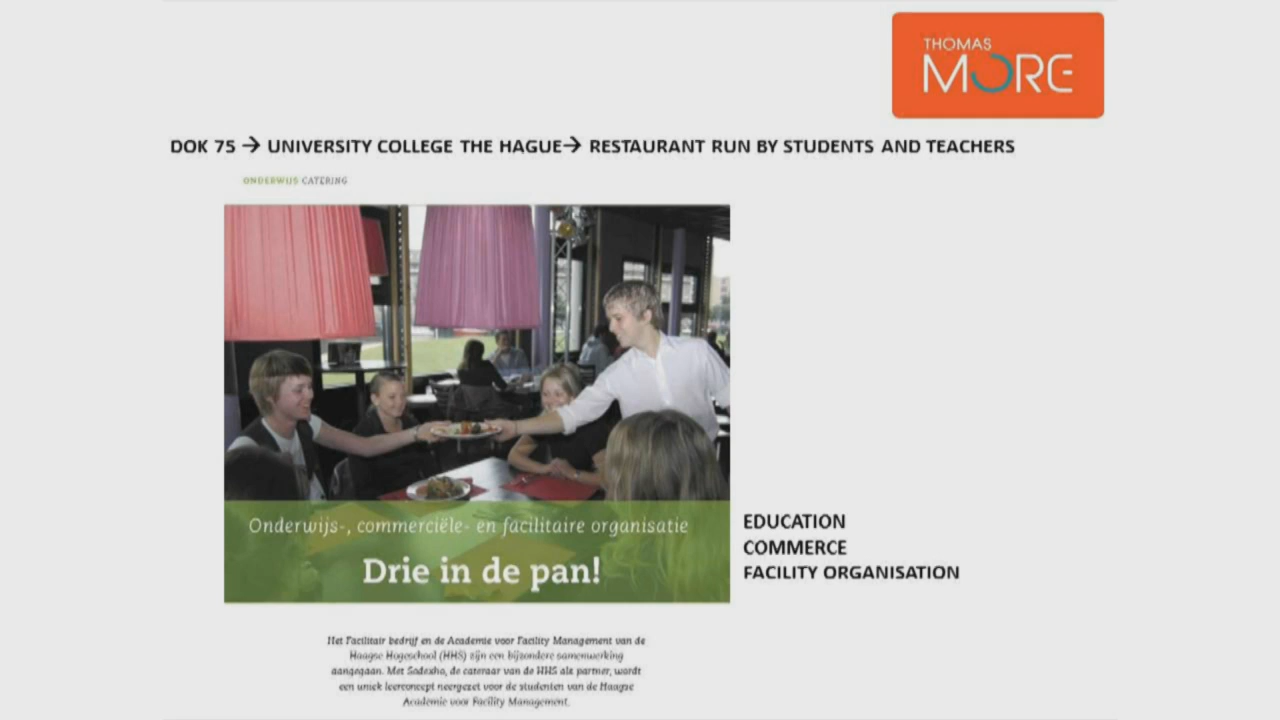 THOMAS
MORE
DOK 75 → UNIVERSITY COLLEGE THE HAGUE→ RESTAURANT RUN BY STUDENTS AND TEACHERS
ONDERWIJS CATERING
Onderwijs-, commerciële- en facilitaire organisatie
Drie in de pan!
EDUCATION
COMMERCE
FACILITY ORGANISATION
Het Facilitair bedrijf en de Academie voor Facility Management van de
Haagse Hogeschool (HHS) zijn een bijzondere samenwerking
aangegaan. Met Sodexho, de cateraar van de HHS als partner, wordt
een uniek leerconcept neergezet voor de studenten van de Haagse
Academie voor Facility Management.